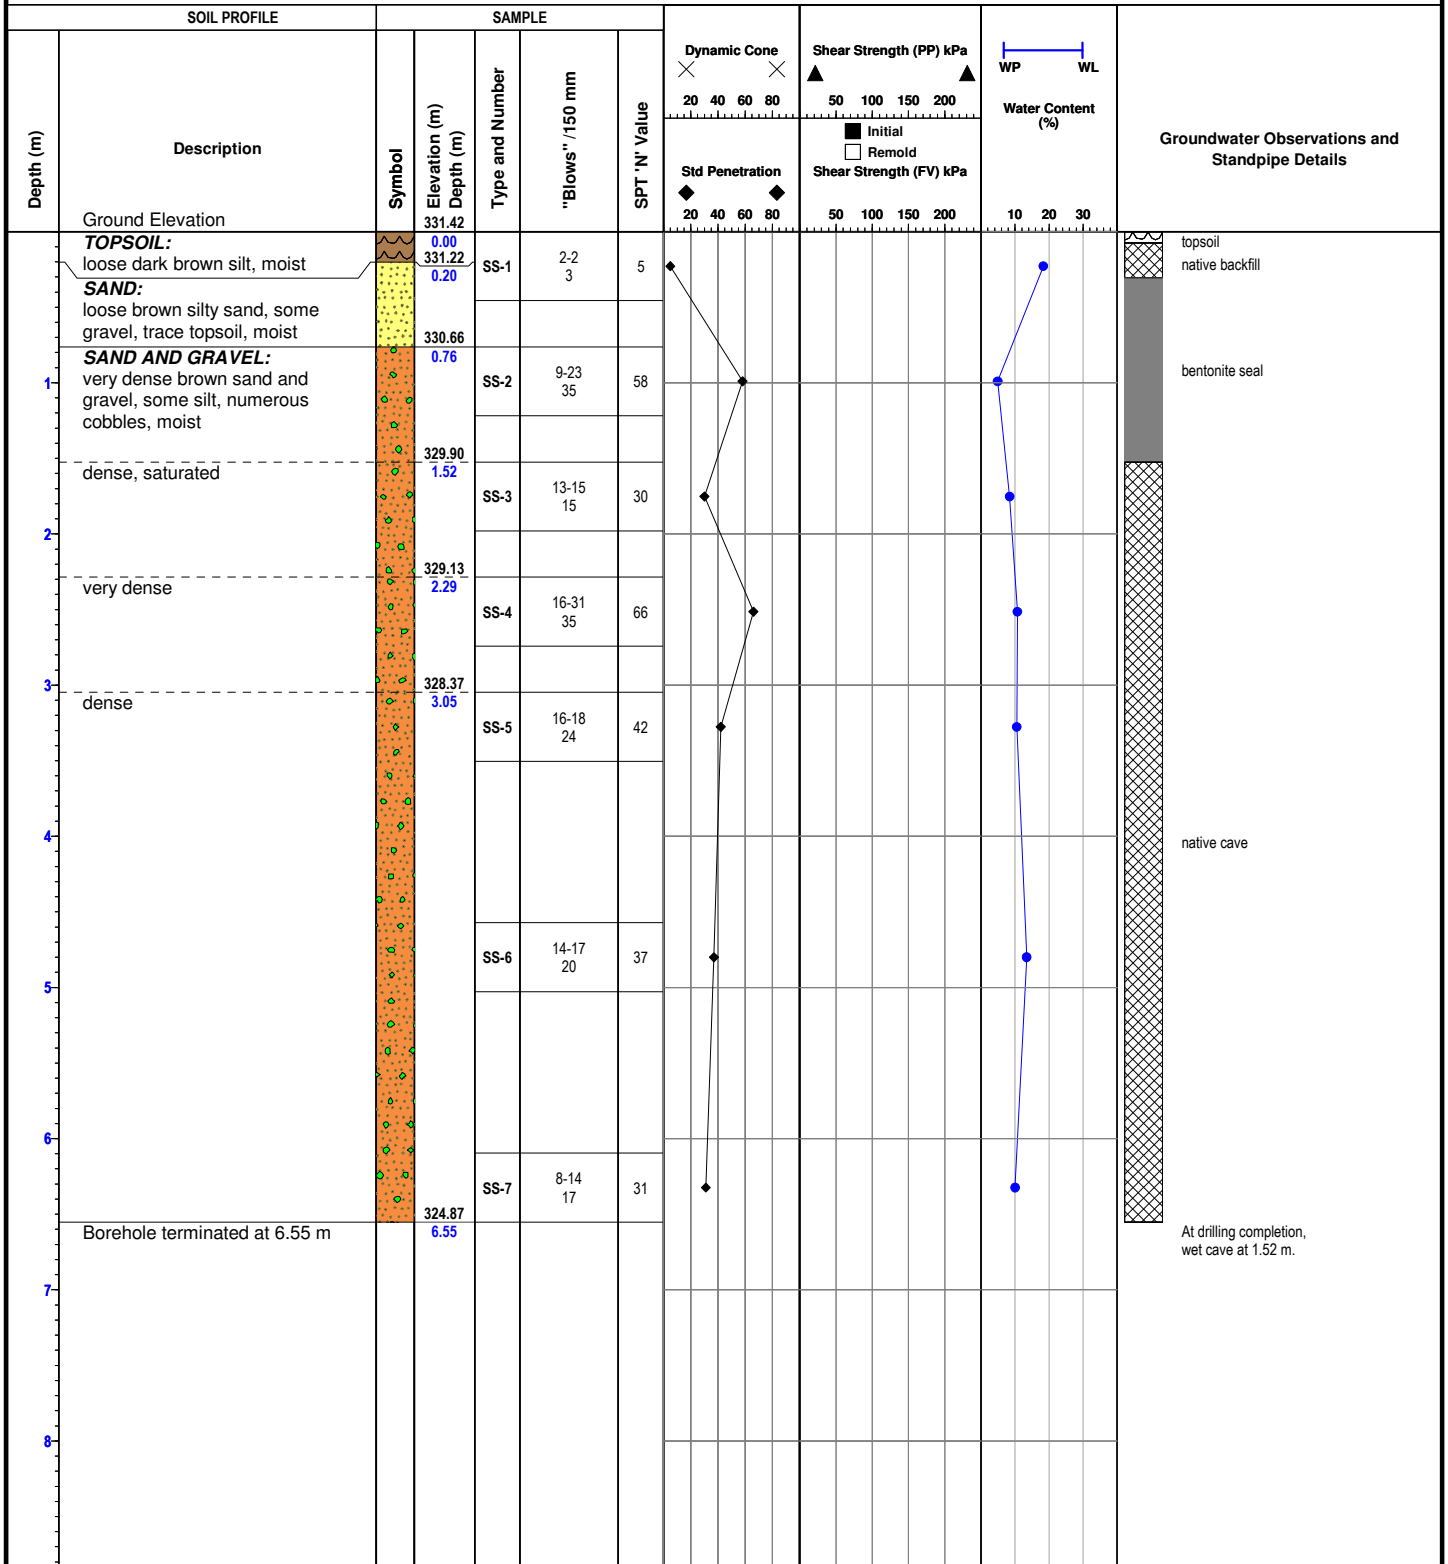 SOIL PROFILE
SAMPLE
Depth (m)
Description
Symbol
Elevation (m)
Depth (m)
Type and Number
"Blows" /150 mm
SPT 'N' Value
Dynamic Cone
20 40 60 80
Std Penetration
20 40 60 80
Shear Strength (PP) kPa
50 100 150 200
Initial
Remold
Shear Strength (FV) kPa
50 100 150 200
WP WL
Water Content
(%)
10 20 30
Groundwater Observations and
Standpipe Details
Ground Elevation
331.42
TOPSOIL:
0.00
loose dark brown silt, moist
331.22
0.20
SS-1
2-2
3
5
topsoil
native backfill
SAND:
loose brown silty sand, some
gravel, trace topsoil, moist
330.66
SAND AND GRAVEL:
0.76
very dense brown sand and
gravel, some silt, numerous
cobbles, moist
1
SS-2
9-23
35
58
bentonite seal
329.90
dense, saturated
1.52
SS-3
13-15
15
30
2
329.13
very dense
2.29
SS-4
16-31
35
66
3
328.37
dense
3.05
SS-5
16-18
24
42
4
native cave
SS-6
14-17
20
37
5
6
SS-7
8-14
17
31
324.87
Borehole terminated at 6.55 m
6.55
At drilling completion,
wet cave at 1.52 m.
7
8